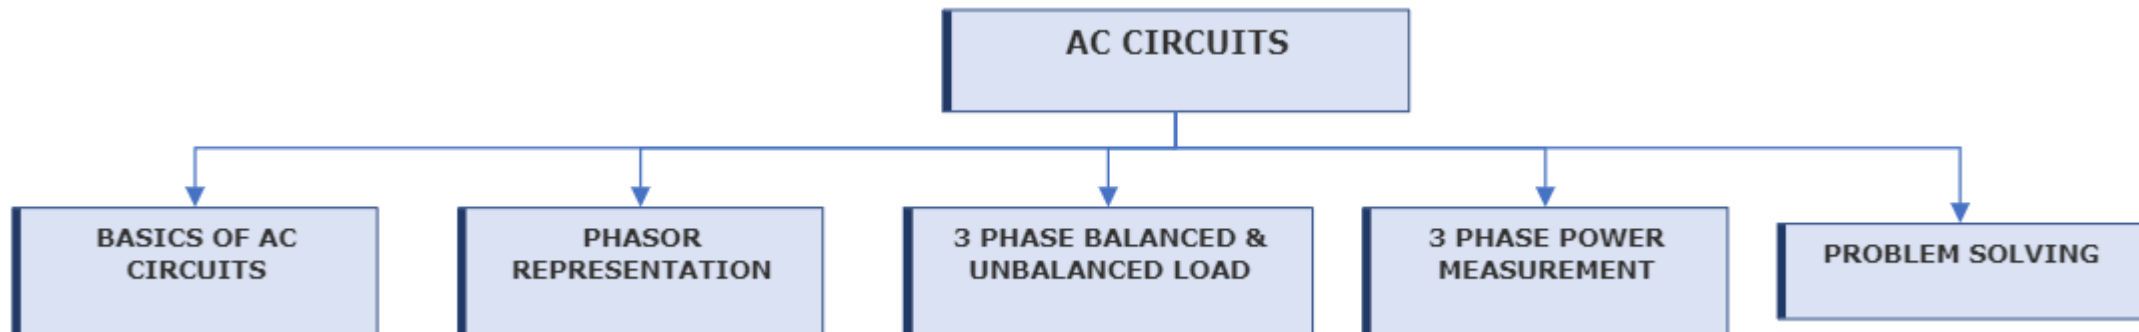 AC CIRCUITS
BASICS OF AC
CIRCUITS
PHASOR
REPRESENTATION
3 PHASE BALANCED &
UNBALANCED LOAD
3 PHASE POWER
MEASUREMENT
PROBLEM SOLVING